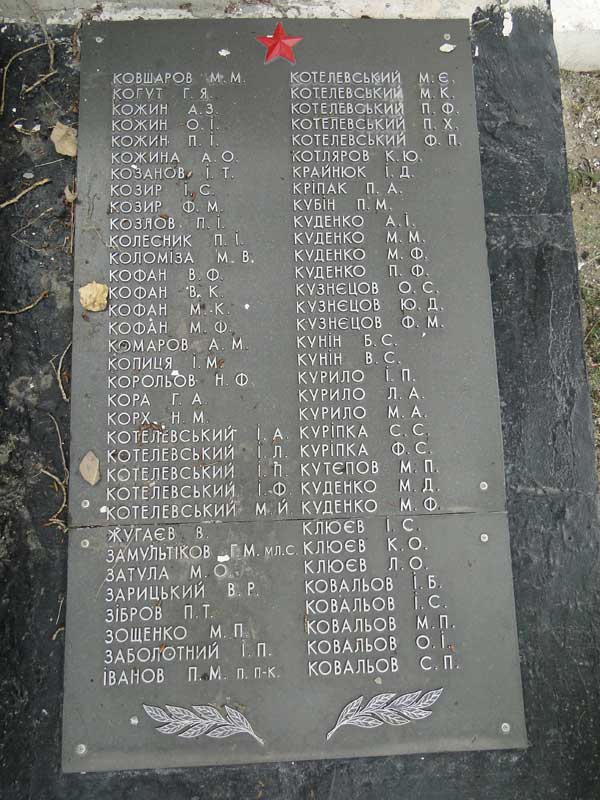 КОВШАРОВ М.М.
КОГУТ Г.Я.
КОЖИН А.З.
КОЖИН О.І.
КОЖИН П.І.
КОЖИНА А.О.
КОЗАНОВ І.Т.
КОЗИР І.С.
КОЗИР Ф.М.
КОЗЛОВ П.І.
КОЛЕСНИК П.І.
КОЛОМІЗА М.В.
КОФАН В.Ф.
КОФАН В.К.
КОФАН М.К.
КОФАН М.Ф.
КОМАРОВ А.М.
КОПИЦЯ І.М.
КОРОЛЬОВ Н.Ф.
КОРА Г.А.
КОРХ Н.М.
КОТЕЛЕВСЬКИЙ І.А.
КОТЕЛЕВСЬКИЙ І.Л.
КОТЕЛЕВСЬКИЙ І.П.
КОТЕЛЕВСЬКИЙ І.Ф.
КОТЕЛЕВСЬКИЙ М.Й.
ЖУГАЄВ В.
ЗАМУЛЬТІКОВ Г.М. МЛ.С.
ЗАТУЛА М.О.
ЗАРИЦЬКИЙ В.Р.
ЗІБРОВ П.Т.
ЗОЩЕНКО М.П.
ЗАБОЛОТНИЙ І.П.
ІВАНОВ П.М. П.П-К.
КОТЕЛЕВСЬКИЙ М.Є.
КОТЕЛЕВСЬКИЙ М.К.
КОТЕЛЕВСЬКИЙ П.Ф.
КОТЕЛЕВСЬКИЙ П.Х.
КОТЕЛЕВСЬКИЙ Ф.П.
КОТЛЯРОВ К.Ю.
КРАЙНЮК І.Д.
КРІПАК П.А.
КУБІН П.М.
КУДЕНКО А.І.
КУДЕНКО М.М.
КУДЕНКО М.Ф.
КУДЕНКО П.Ф.
КУЗНЄЦОВ О.С.
КУЗНЄЦОВ Ю.Д.
КУЗНЄЦОВ Ф.М.
КУНІН Б.С.
КУНІН В.С.
КУРИЛО І.П.
КУРИЛО Л.А.
КУРИЛО М.А.
КУРІПКА С.С.
КУРІПКА Ф.С.
КУТЄПОВ М.П.
КУДЕНКО М.Д.
КУДЕНКО М.Ф.
КЛЮЄВ І.С.
КЛЮЄВ К.О.
КЛЮЄВ Л.О.
КОВАЛЬОВ І.Б.
КОВАЛЬОВ І.С.
КОВАЛЬОВ М.П.
КОВАЛЬОВ О.І.
КОВАЛЬОВ С.П.